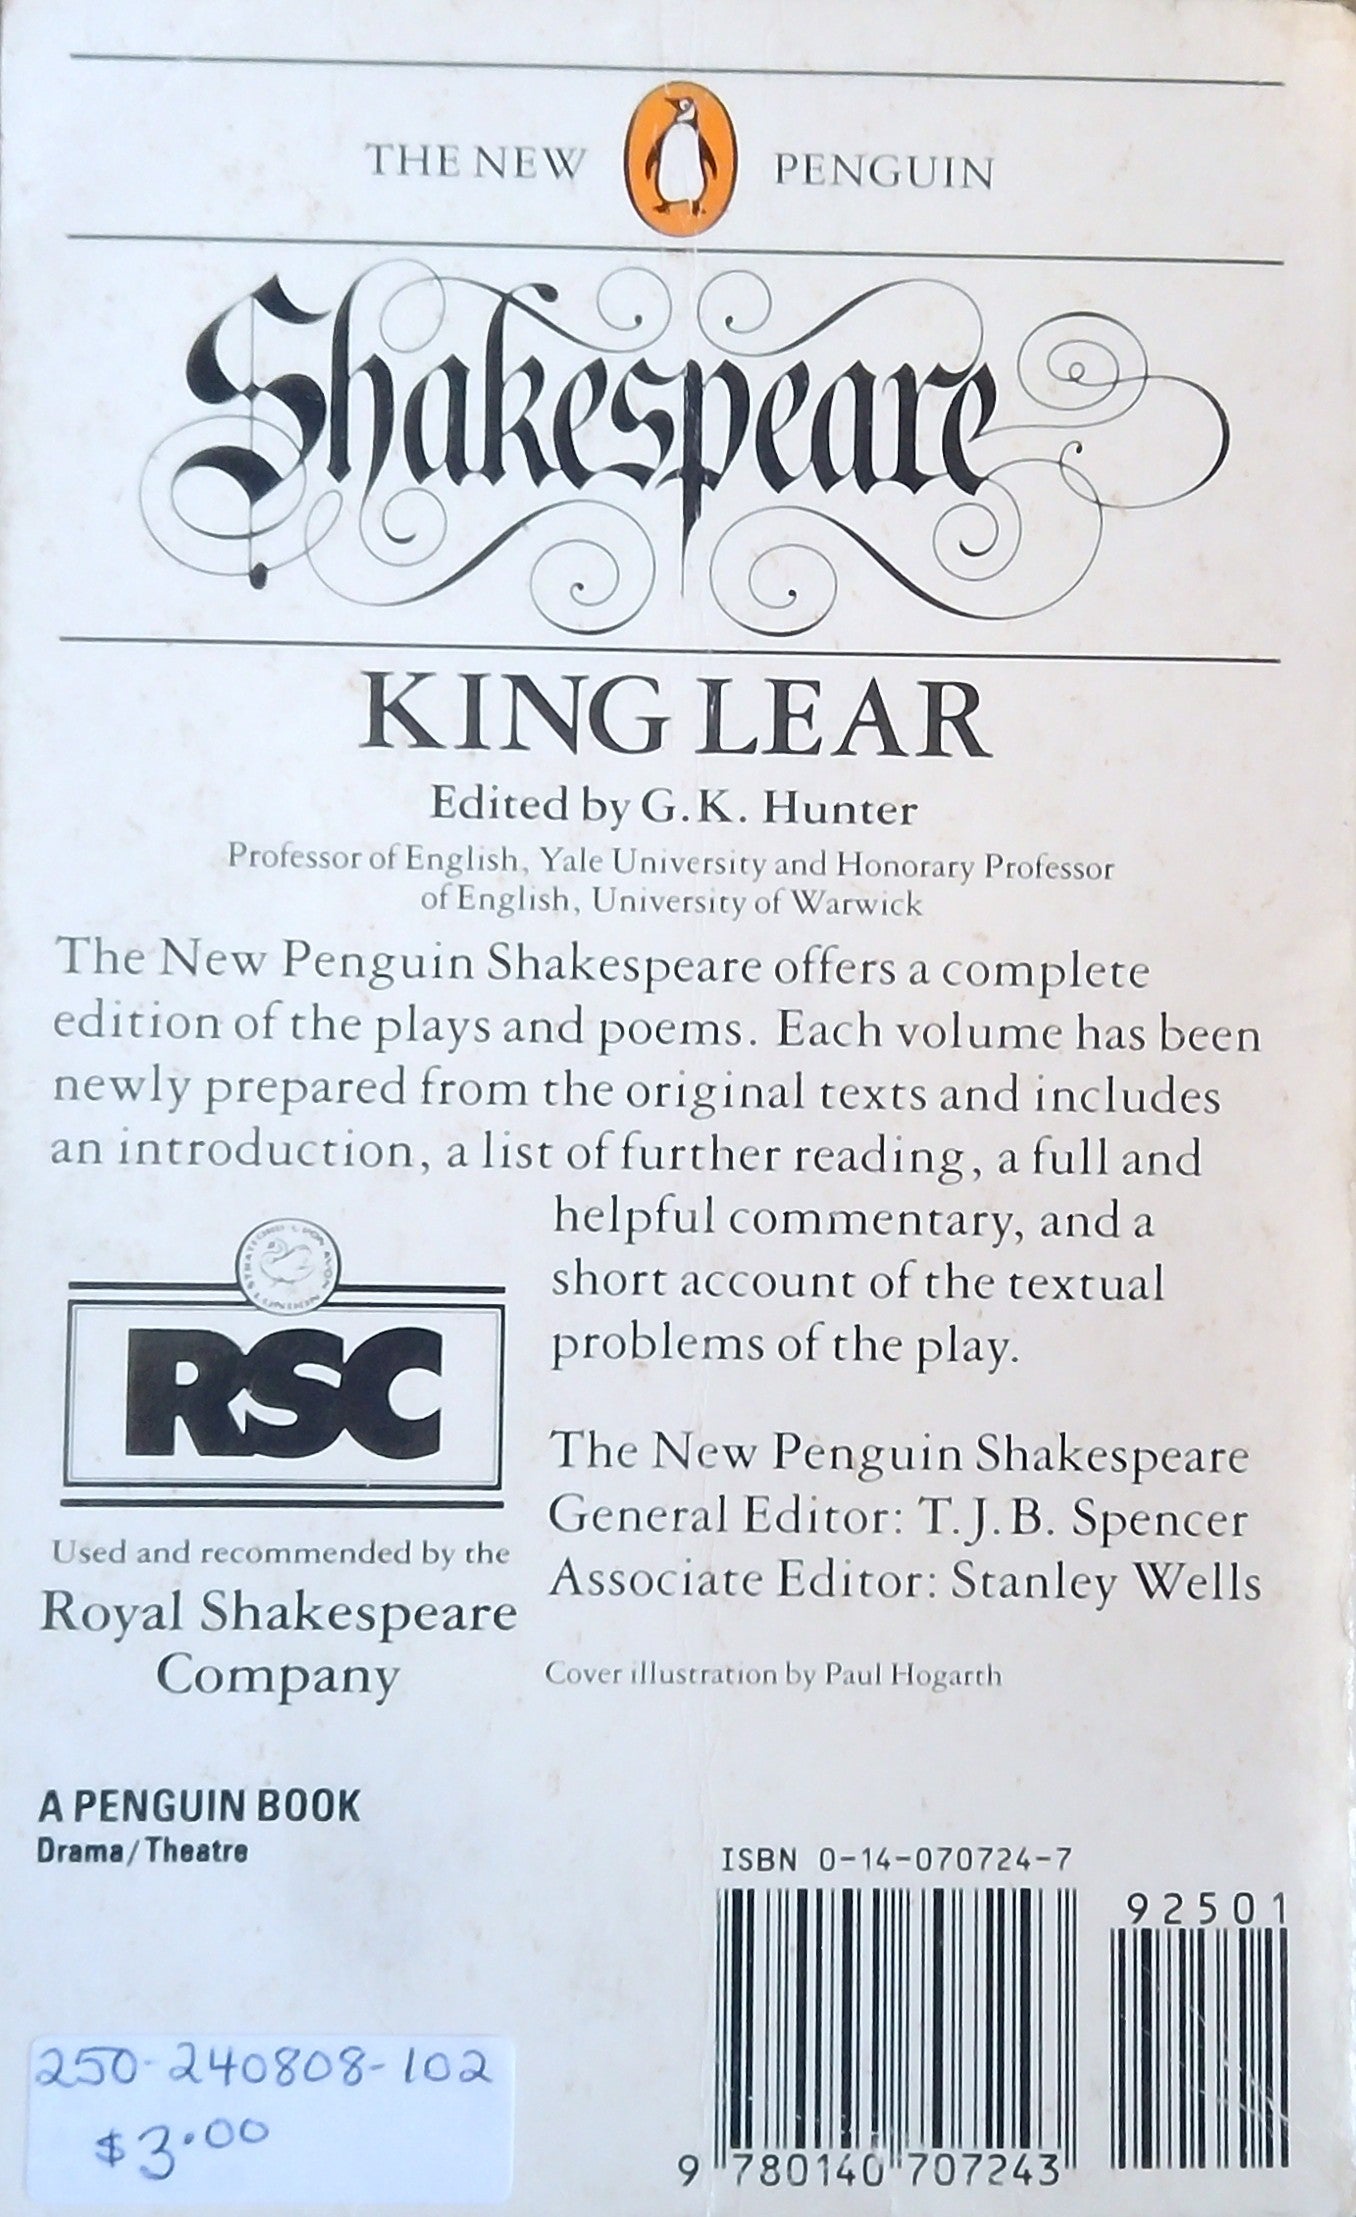 THE NEW PENGUIN
Shakespeare
KING LEAR
Edited by G. K. Hunter
Professor of English, Yale University and Honorary Professor
of English, University of Warwick
The New Penguin Shakespeare offers a complete
edition of the plays and poems. Each volume has been
newly prepared from the original texts and includes
an introduction, a list of further reading, a full and
helpful commentary, and a
short account of the textual
problems of the play.
STRATFORD UPON AVON
LONDON
RSC
Used and recommended by the
Royal Shakespeare
Company
The New Penguin Shakespeare
General Editor: T. J. B. Spencer
Associate Editor: Stanley Wells
Cover illustration by Paul Hogarth
A PENGUIN BOOK
Drama/Theatre
ISBN 0-14-070724-7
92501
9 780140 707243
250-240808-102
$3.00